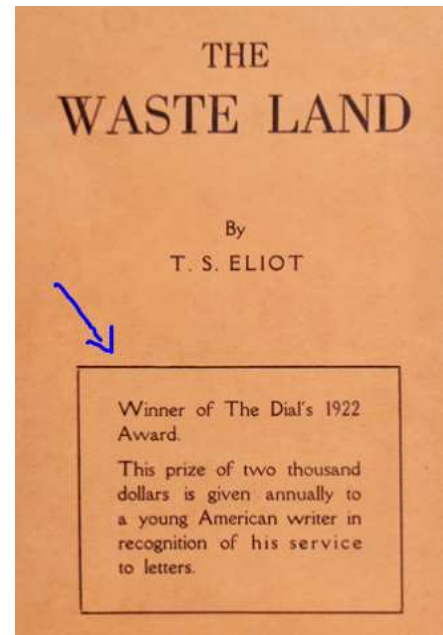 THE
WASTE LAND
By
T. S. ELIOT
Winner of The Dial's 1922
Award.
This prize of two thousand
dollars is given annually to
a young American writer in
recognition of his service
to letters.